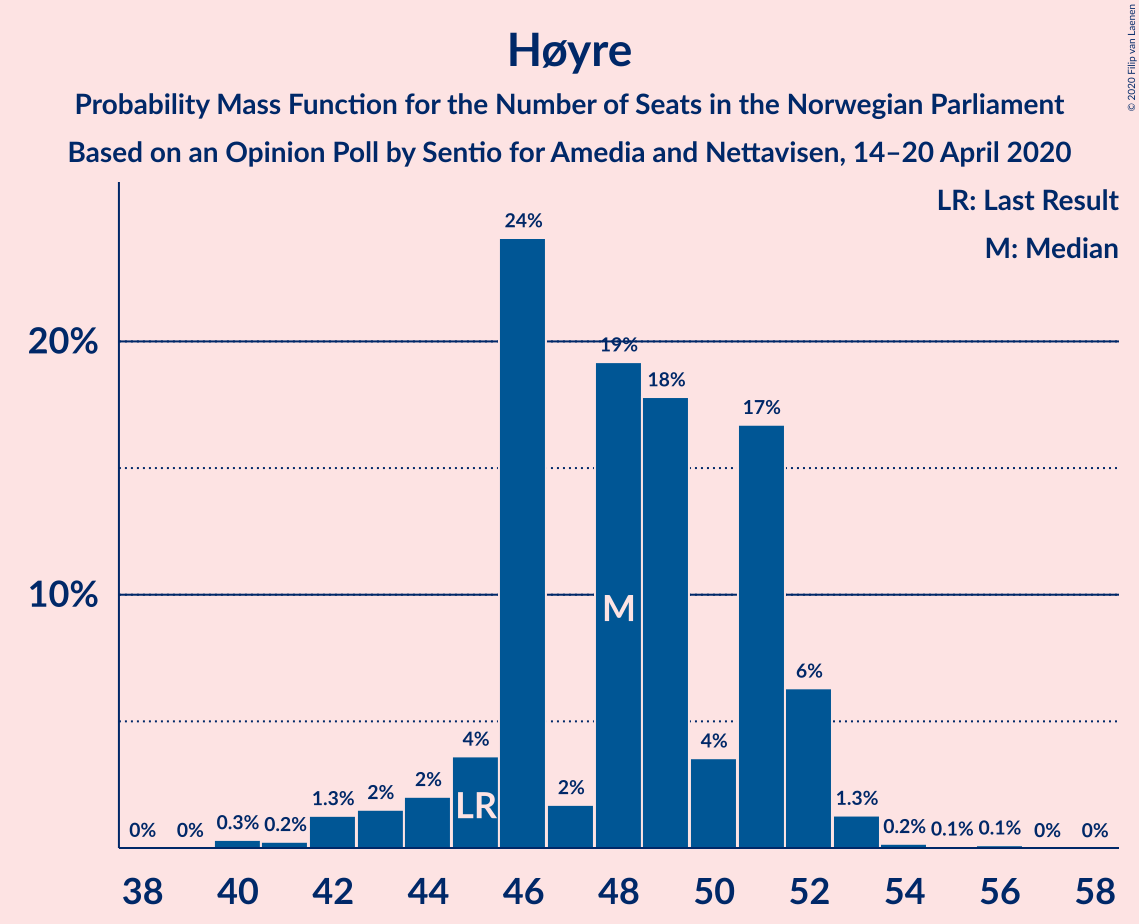 © 2020 Filip van Laenen
Høyre
Probability Mass Function for the Number of Seats in the Norwegian Parliament
Based on an Opinion Poll by Sentio for Amedia and Nettavisen, 14–20 April 2020
LR: Last Result
M: Median
24%
20%
19%
18%
17%
10%
M
6%
4%
4%
LR
2%
2%
2%
1.3%
1.3%
0%
0%
0.3%
0.2%
0.2%
0.1%
0.1%
0%
0%
38 40 42 44 46 48 50 52 54 56 58